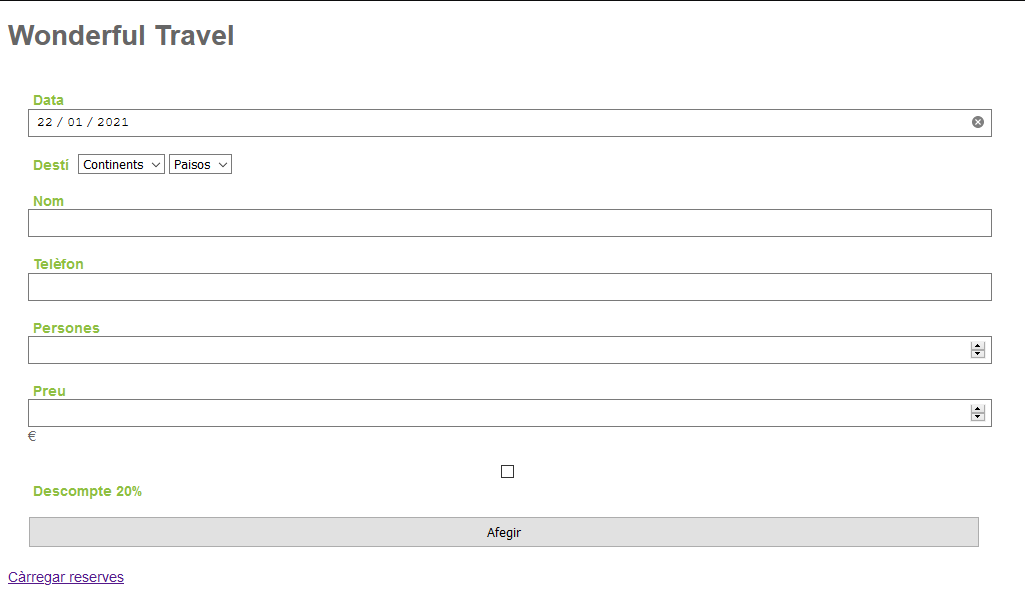 Wonderful Travel
Data
22 / 01 / 2021
Destí Continents Paisos
Nom
Telèfon
Persones
Preu
€
Descompte 20%
Afegir
Càrregar reserves